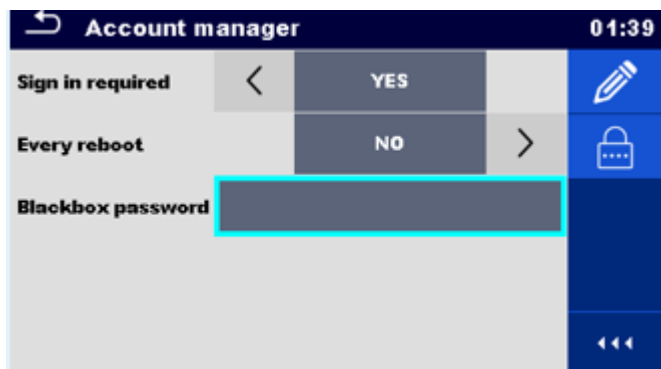 Account manager 01:39
Sign in required YES
Every reboot NO
Blackbox password